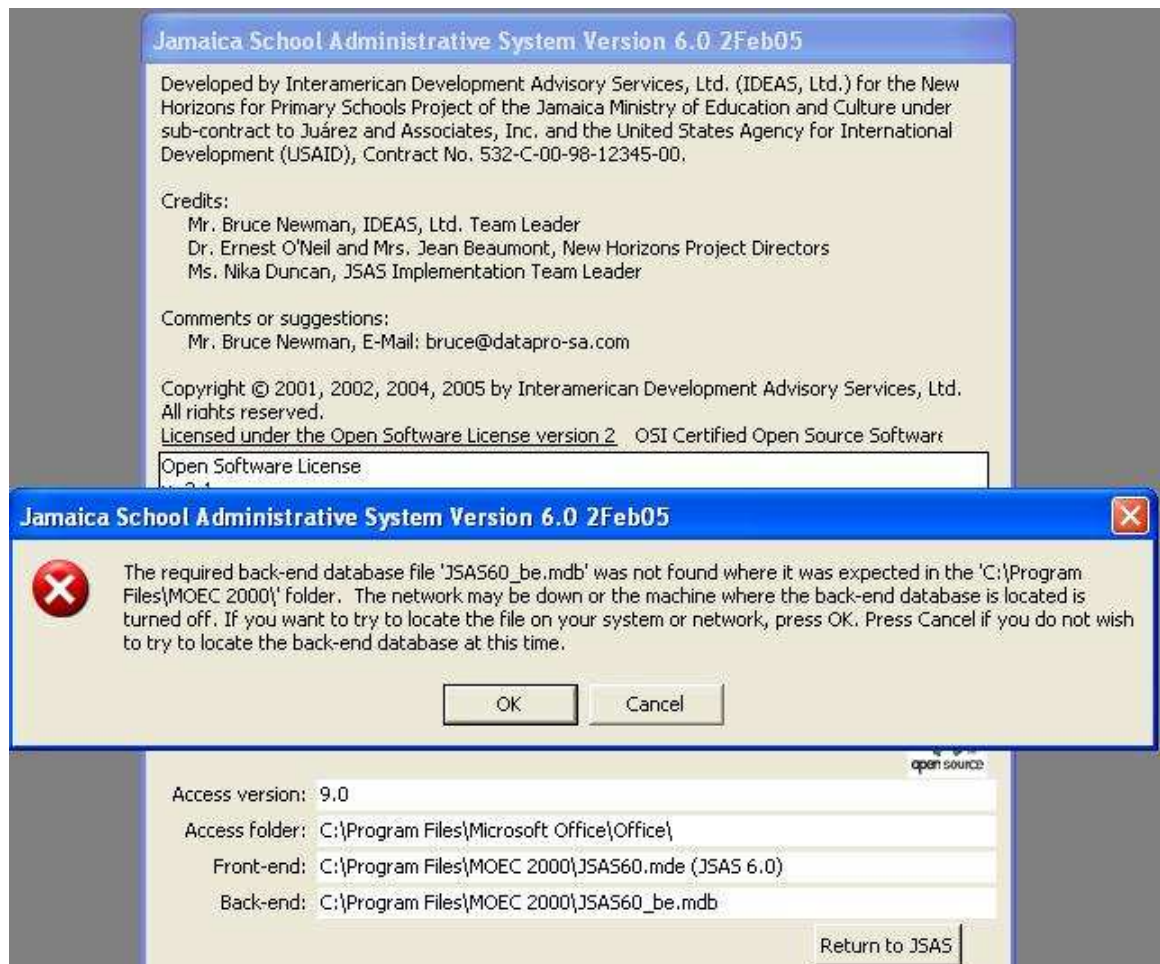 Jamaica School Administrative System Version 6.0 2Feb05
Developed by Interamerican Development Advisory Services, Ltd. (IDEAS, Ltd.) for the New
Horizons for Primary Schools Project of the Jamaica Ministry of Education and Culture under
sub-contract to Juárez and Associates, Inc. and the United States Agency for International
Development (USAID), Contract No. 532-C-00-98-12345-00.
Credits:
Mr. Bruce Newman, IDEAS, Ltd. Team Leader
Dr. Ernest O'Neil and Mrs. Jean Beaumont, New Horizons Project Directors
Ms. Nika Duncan, JSAS Implementation Team Leader
Comments or suggestions:
Mr. Bruce Newman, E-Mail: bruce@datapro-sa.com
Copyright © 2001, 2002, 2004, 2005 by Interamerican Development Advisory Services, Ltd.
All rights reserved.
Licensed under the Open Software License version 2 OSI Certified Open Source Software
Open Software License
Jamaica School Administrative System Version 6.0 2Feb05
The required back-end database file 'JSAS60_be.mdb' was not found where it was expected in the 'C:\Program
Files\MOEC 2000\' folder. The network may be down or the machine where the back-end database is located is
turned off. If you want to try to locate the file on your system or network, press OK. Press Cancel if you do not wish
to try to locate the back-end database at this time.
OK Cancel
open source
Access version: 9.0
Access folder: C:\Program Files\Microsoft Office\Office\
Front-end: C:\Program Files\MOEC 2000\JSAS60.mde (JSAS 6.0)
Back-end: C:\Program Files\MOEC 2000\JSAS60_be.mdb
Return to JSAS